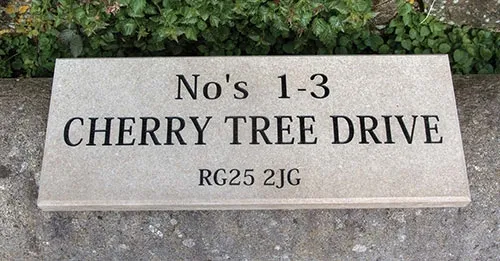 No's 1-3
CHERRY TREE DRIVE
RG25 2JG